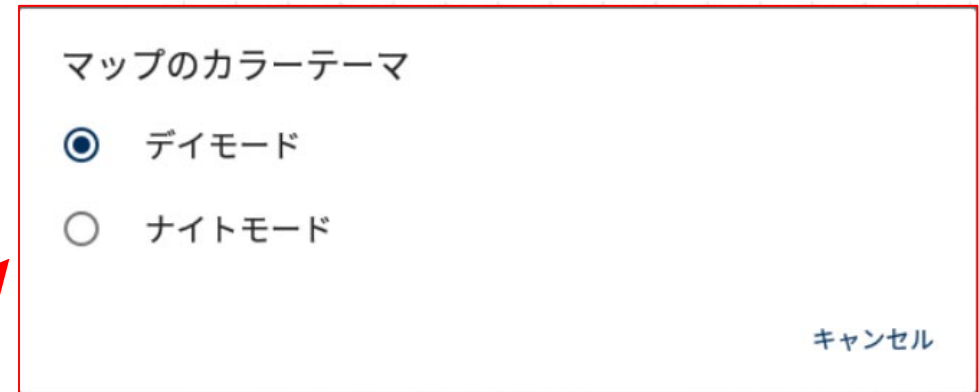 マップのカラーテーマ
デイモード
ナイトモード
キャンセル